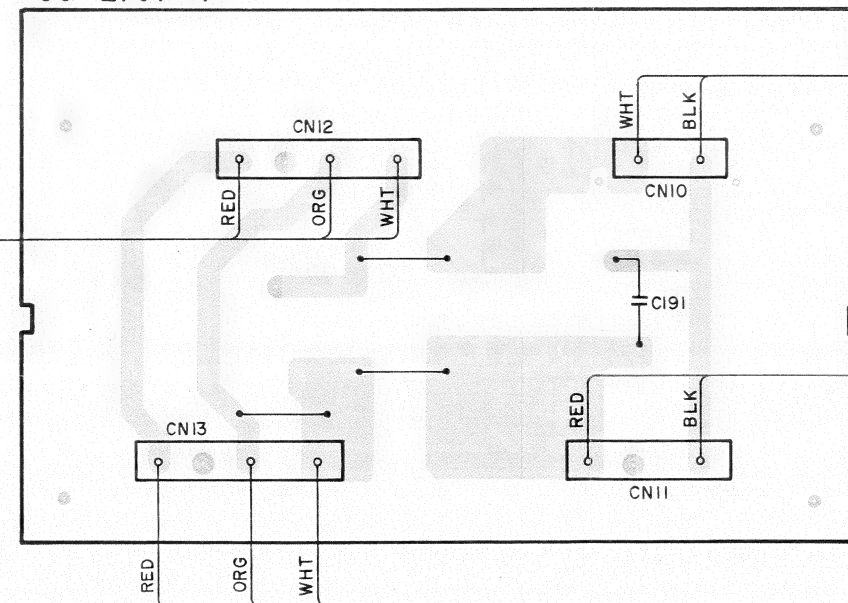 CN12
WHT
BLK
CN10
RED
ORG
WHT
C191
CN13
RED
BLK
CN11
RED
ORG
WHT